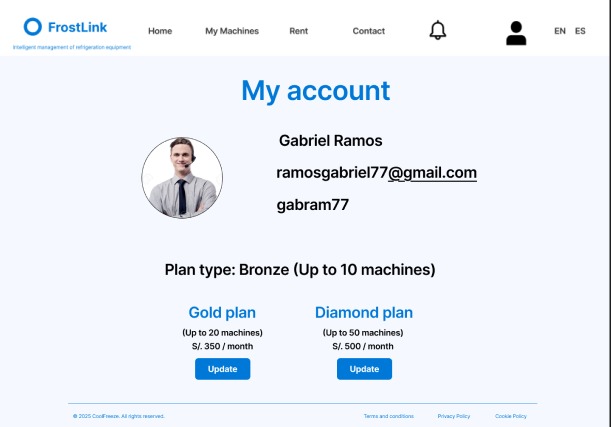 FrostLink
Intelligent management of refrigeration equipment
Home
My Machines
Rent
Contact
EN ES
My account
Gabriel Ramos
ramosgabriel77@gmail.com
gabram77
Plan type: Bronze (Up to 10 machines)
Gold plan
(Up to 20 machines)
S/. 350 / month
Update
Diamond plan
(Up to 50 machines)
S/. 500 / month
Update
© 2025 CoolFreeze. All rights reserved.
Terms and conditions
Privacy Policy
Cookie Policy